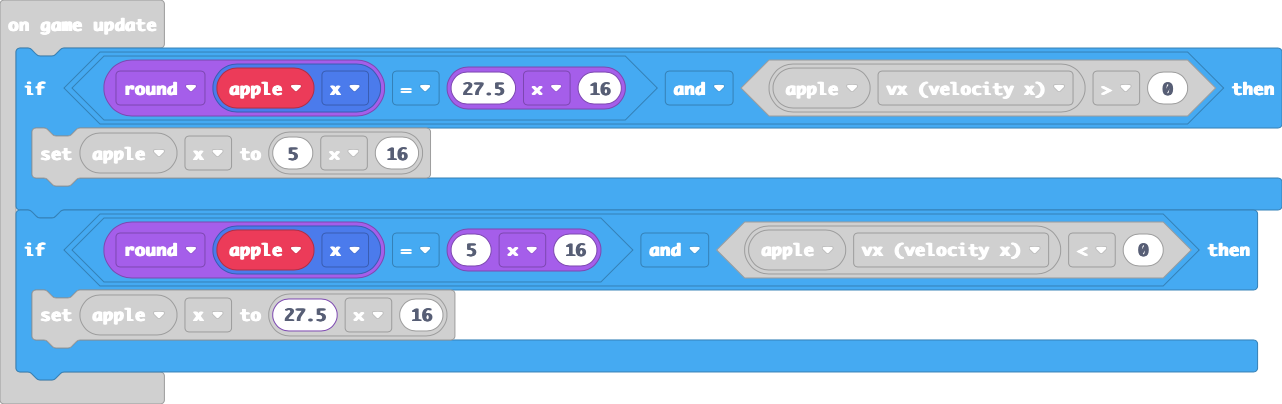 on game update
if round apple x = 27.5 x 16 and apple vx (velocity x) > 0 then
set apple x to 5 x 16
if round apple x = 5 x 16 and apple vx (velocity x) < 0 then
set apple x to 27.5 x 16